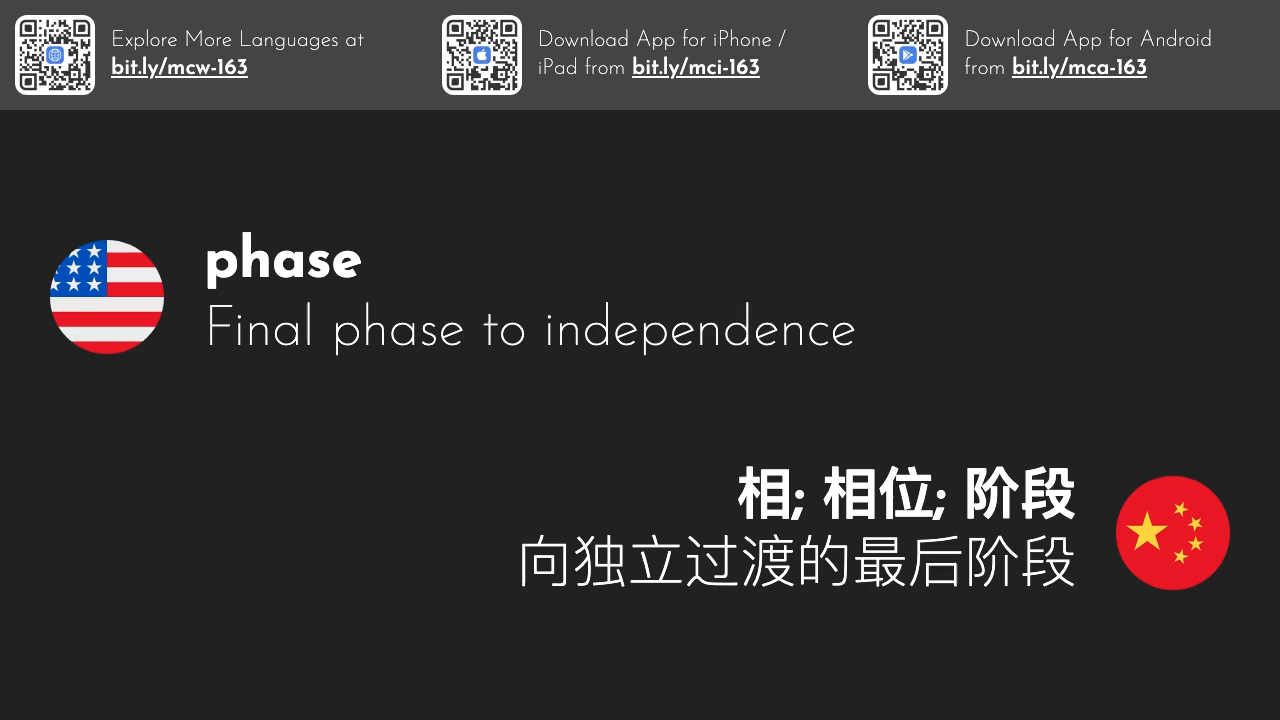 Explore More Languages at
bit.ly/mcw-163
Download App for iPhone /
iPad from bit.ly/mci-163
Download App for Android
from bit.ly/mca-163
phase
Final phase to independence
相; 相位; 阶段
向独立过渡的最后阶段